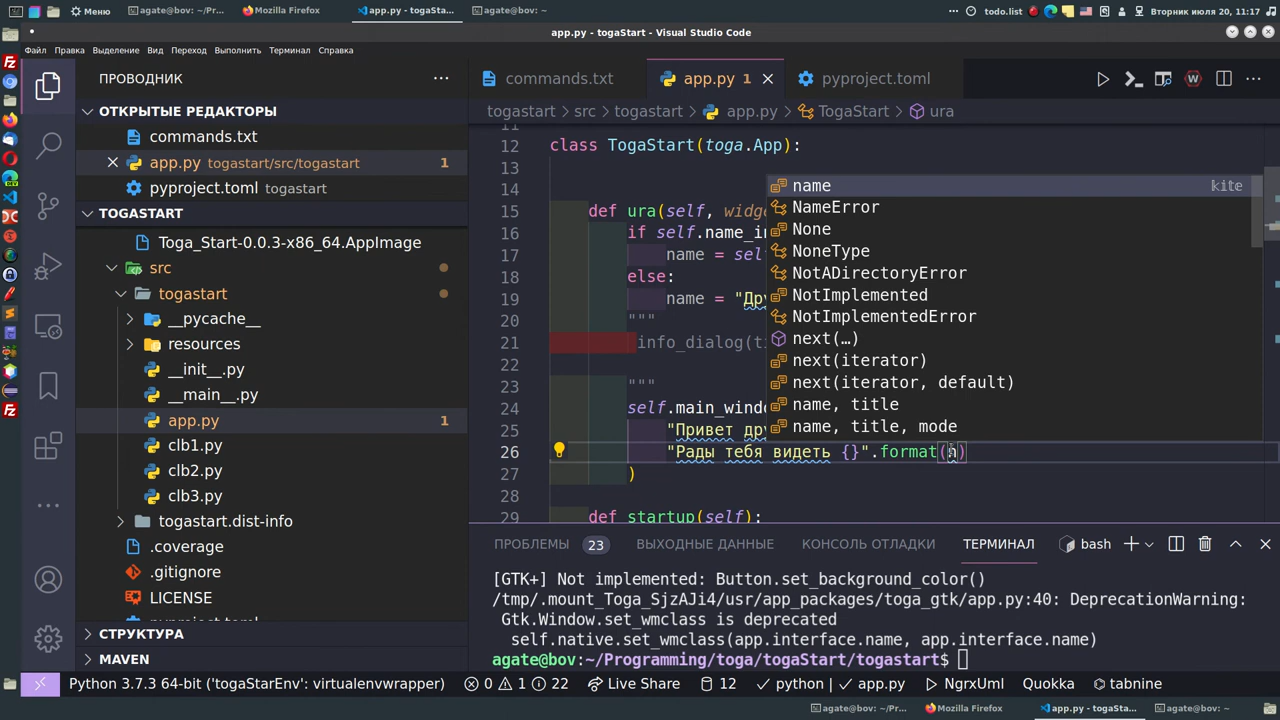 Меню
agate@bov: ~/Pr...
Mozilla Firefox
app.py - togaSta...
agate@bov: ~
todo.list
Вторник июля 20, 11:17
app.py - togaStart - Visual Studio Code
Файл Правка Выделение Вид Переход Выполнить Терминал Справка
ПРОВОДНИК
ОТКРЫТЫЕ РЕДАКТОРЫ
commands.txt
app.py togastart/src/togastart 1
pyproject.toml togastart
TOGASTART
Toga_Start-0.0.3-x86_64.AppImage
src
togastart
__pycache__
resources
__init__.py
__main__.py
app.py 1
clb1.py
clb2.py
clb3.py
togastart.dist-info
.coverage
.gitignore
LICENSE
СТРУКТУРА
MAVEN
commands.txt
app.py 1
pyproject.toml
togastart > src > togastart > app.py > TogaStart > ura
11
12 class TogaStart(toga.App):
13
14
15 def ura(self, widge
16 if self.name_in
17 name = sel
18 else:
19 name = "Дру
20 """
21 info_dialog(ti
22
23 """
24 self.main_windo
25 "Привет дру
26 "Рады тебя видеть {}".format(n)
27 )
28
29 def startup(self):
name kite
NameError
None
NoneType
NotADirectoryError
NotImplemented
NotImplementedError
next(…)
next(iterator)
next(iterator, default)
name, title
name, title, mode
ПРОБЛЕМЫ 23 ВЫХОДНЫЕ ДАННЫЕ КОНСОЛЬ ОТЛАДКИ ТЕРМИНАЛ bash
[GTK+] Not implemented: Button.set_background_color()
/tmp/.mount_Toga_SjzAJi4/usr/app_packages/toga_gtk/app.py:40: DeprecationWarning:
Gtk.Window.set_wmclass is deprecated
self.native.set_wmclass(app.interface.name, app.interface.name)
agate@bov:~/Programming/toga/togaStart/togastart$
Python 3.7.3 64-bit ('togaStarEnv': virtualenvwrapper) 0 1 22 Live Share 12 python | ✓ app.py NgrxUml Quokka tabnine
agate@bov: ~/Pr...
Mozilla Firefox
app.py - togaSta...
agate@bov: ~